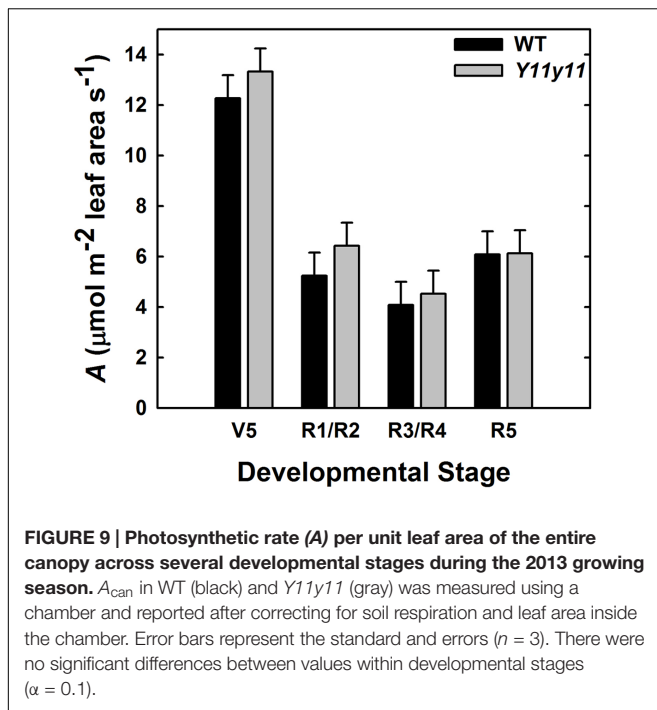 14
12
10
8
6
4
2
0
A (μmol m⁻² leaf area s⁻¹)
WT
Y11y11
V5 R1/R2 R3/R4 R5
Developmental Stage
FIGURE 9 | Photosynthetic rate (A) per unit leaf area of the entire
canopy across several developmental stages during the 2013 growing
season. Acan in WT (black) and Y11y11 (gray) was measured using a
chamber and reported after correcting for soil respiration and leaf area inside
the chamber. Error bars represent the standard and errors (n = 3). There were
no significant differences between values within developmental stages
(α = 0.1).